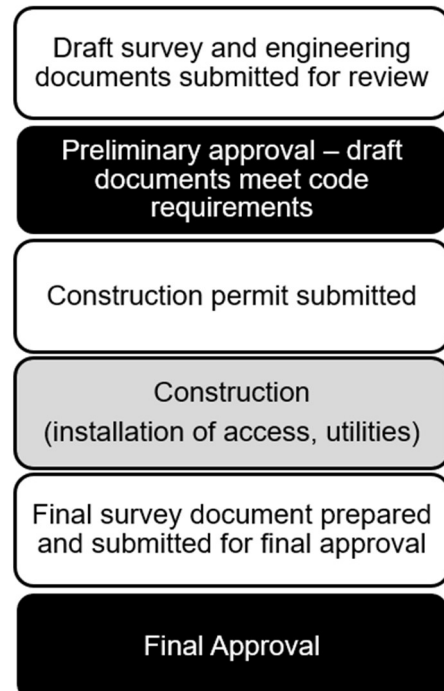 Draft survey and engineering
documents submitted for review
Preliminary approval – draft
documents meet code
requirements
Construction permit submitted
Construction
(installation of access, utilities)
Final survey document prepared
and submitted for final approval
Final Approval